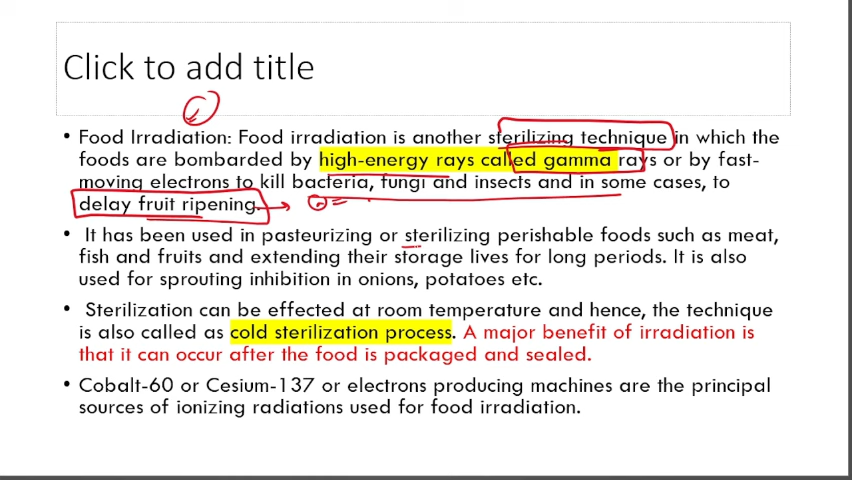 Click to add title
• Food Irradiation: Food irradiation is another sterilizing technique in which the
foods are bombarded by high-energy rays called gamma rays or by fast-
moving electrons to kill bacteria, fungi and insects and in some cases, to
delay fruit ripening.
• It has been used in pasteurizing or sterilizing perishable foods such as meat,
fish and fruits and extending their storage lives for long periods. It is also
used for sprouting inhibition in onions, potatoes etc.
• Sterilization can be effected at room temperature and hence, the technique
is also called as cold sterilization process. A major benefit of irradiation is
that it can occur after the food is packaged and sealed.
• Cobalt-60 or Cesium-137 or electrons producing machines are the principal
sources of ionizing radiations used for food irradiation.